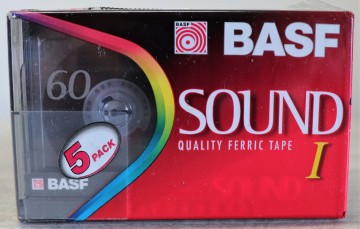 BASF
60
SOUND
QUALITY FERRIC TAPE
I
5
PACK
BASF